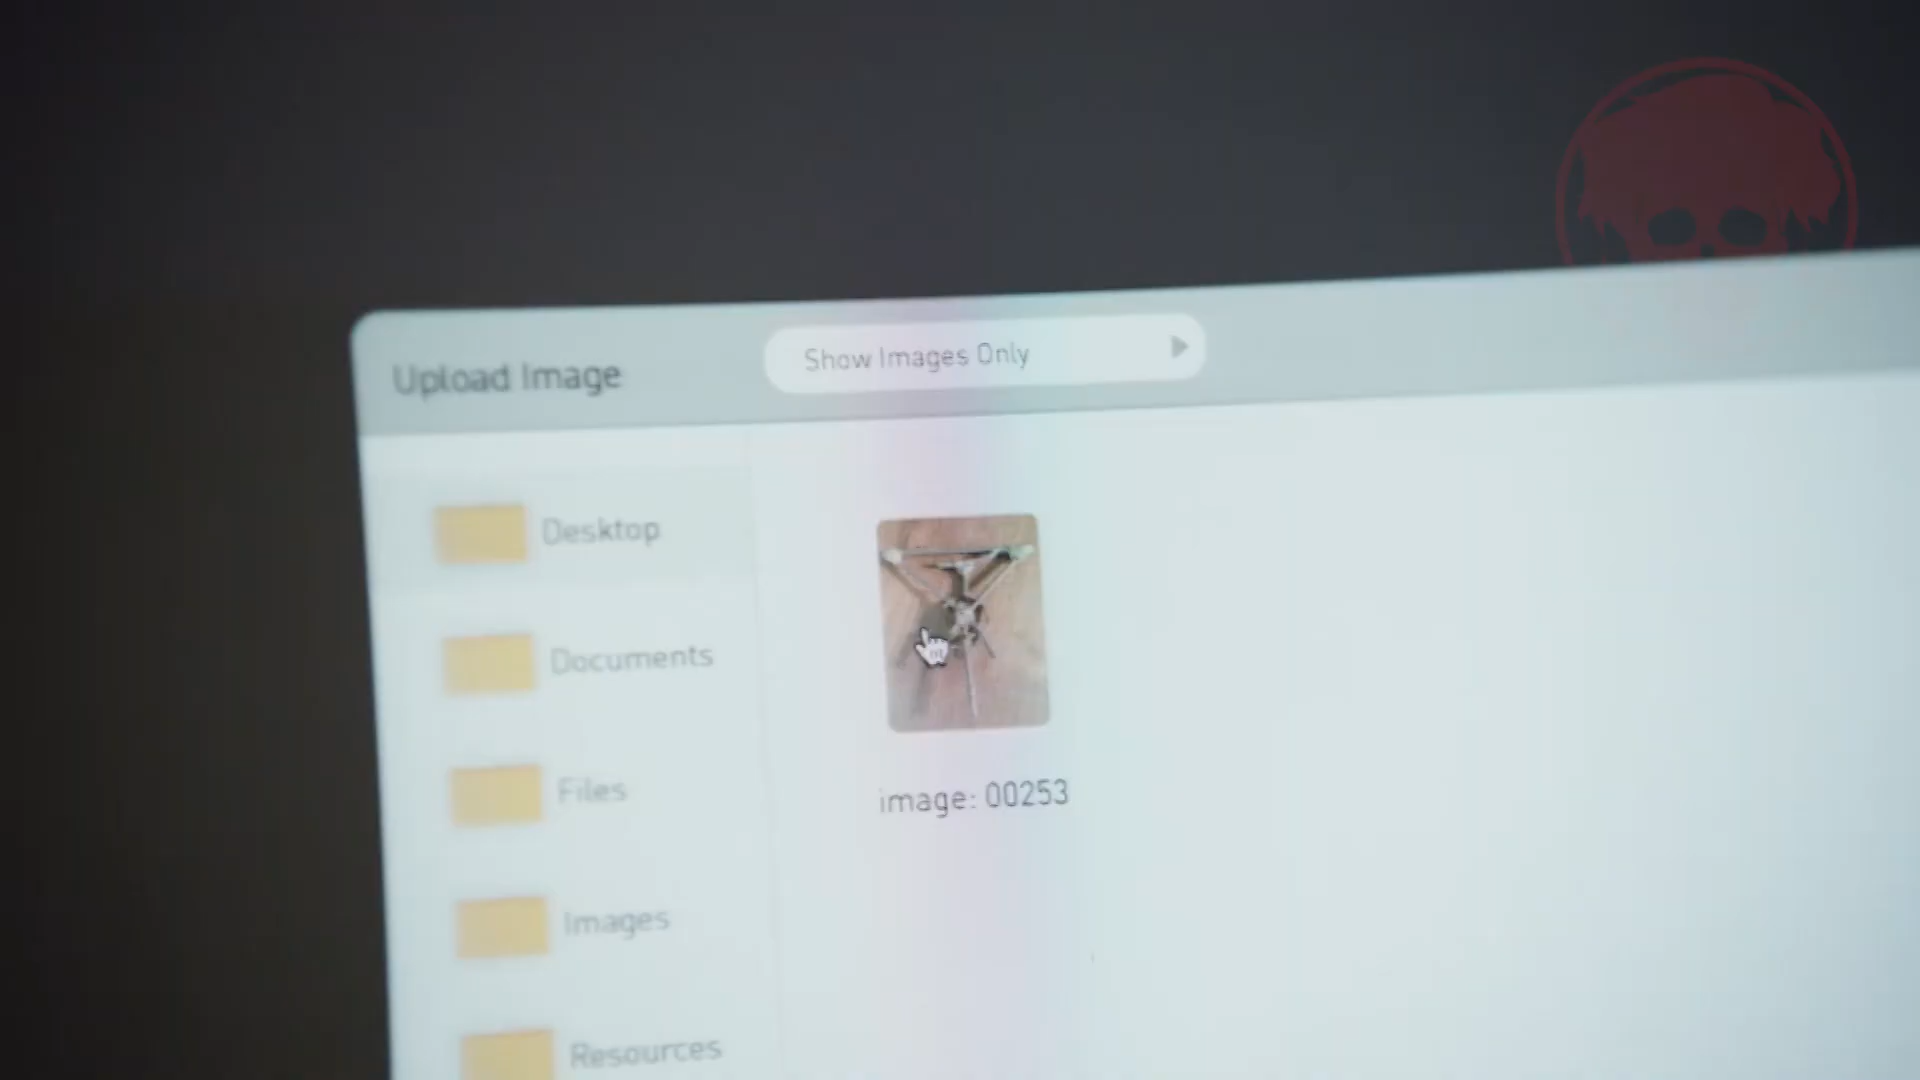 Upload Image
Show Images Only
Desktop
Documents
Files
Images
Resources
image: 00253